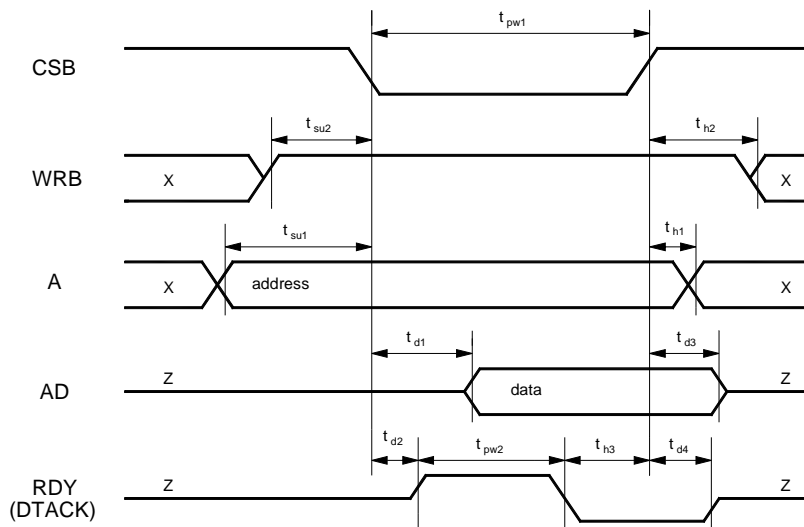 t pw1
CSB
t su2
t h2
WRB
X
X
t su1
t h1
A
X
address
X
t d1
t d3
Z
Z
AD
data
t d2
t pw2
t h3
t d4
RDY
Z
Z
(DTACK)